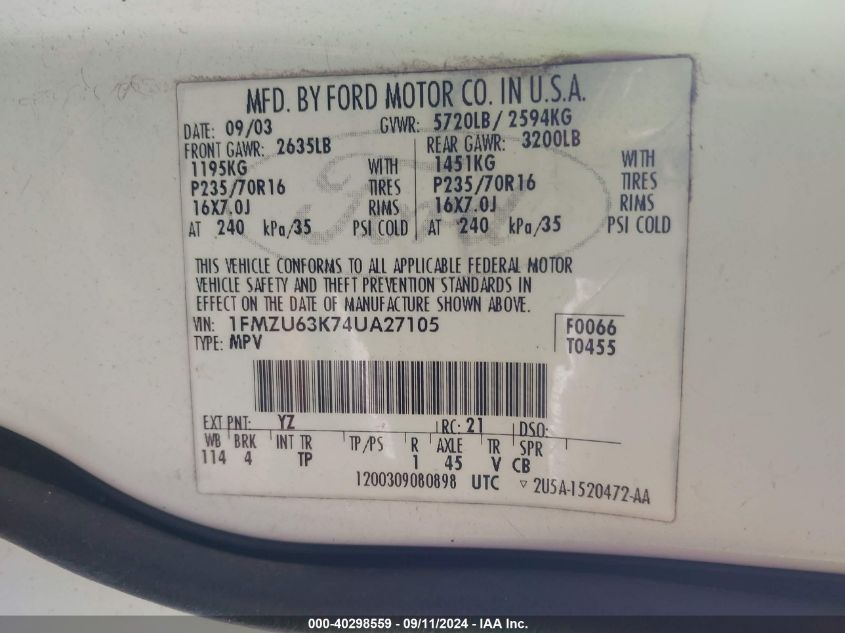 MFD. BY FORD MOTOR CO. IN U.S.A.
DATE: 09/03 GVWR: 5720LB/ 2594KG
FRONT GAWR: 2635LB REAR GAWR: 3200LB
1195KG WITH 1451KG WITH
P235/70R16 TIRES P235/70R16 TIRES
16X7.0J RIMS 16X7.0J RIMS
AT 240 kPa/35 PSI COLD AT 240 kPa/35 PSI COLD
Ford
THIS VEHICLE CONFORMS TO ALL APPLICABLE FEDERAL MOTOR
VEHICLE SAFETY AND THEFT PREVENTION STANDARDS IN
EFFECT ON THE DATE OF MANUFACTURE SHOWN ABOVE.
VIN: 1FMZU63K74UA27105 F0066
TYPE: MPV T0455
EXT PNT: YZ RC: 21 DSO:
WB BRK INT TR TP/PS R AXLE TR SPR
114 4 TP 1 45 V CB
1200309080898 UTC ▿ 2U5A-1520472-AA
000-40298559 - 09/11/2024 - IAA Inc.